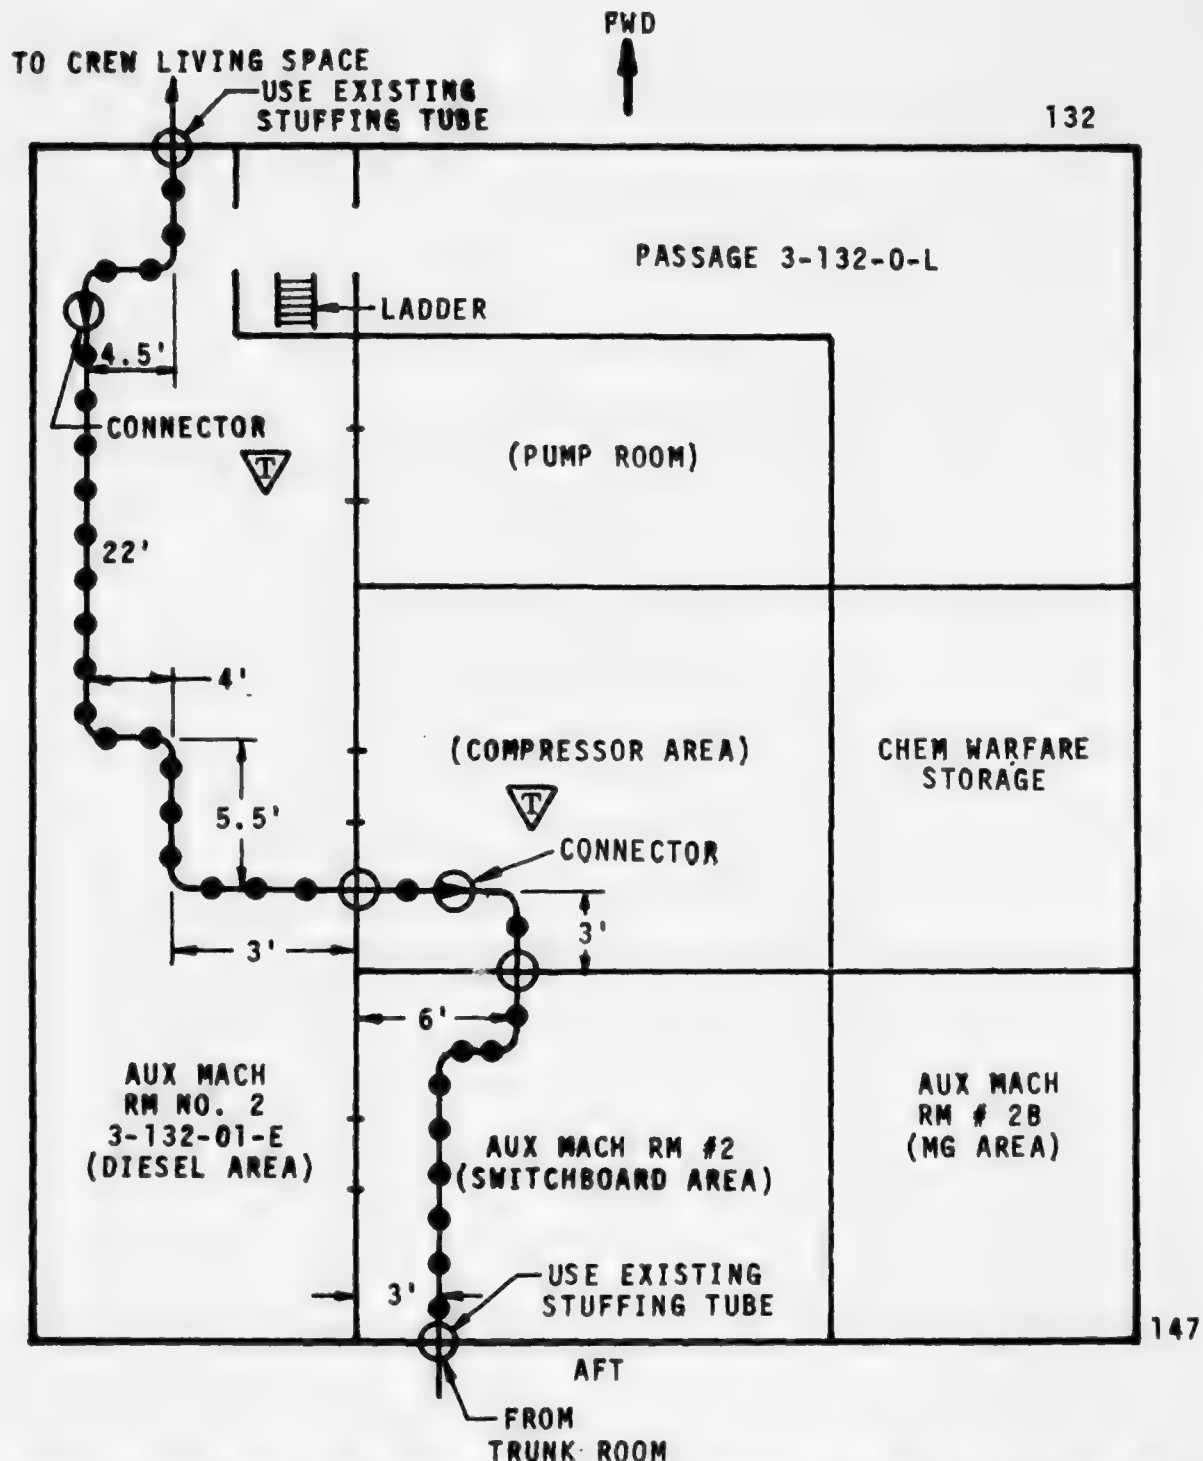 FWD
TO CREW LIVING SPACE
USE EXISTING
STUFFING TUBE
132
PASSAGE 3-132-0-L
LADDER
4.5'
CONNECTOR
T
(PUMP ROOM)
22'
4'
(COMPRESSOR AREA)
CHEM WARFARE
STORAGE
T
5.5'
CONNECTOR
3'
3'
6'
AUX MACH
RM NO. 2
3-132-01-E
(DIESEL AREA)
AUX MACH RM #2
(SWITCHBOARD AREA)
AUX MACH
RM # 2B
(MG AREA)
3'
USE EXISTING
STUFFING TUBE
147
AFT
FROM
TRUNK ROOM